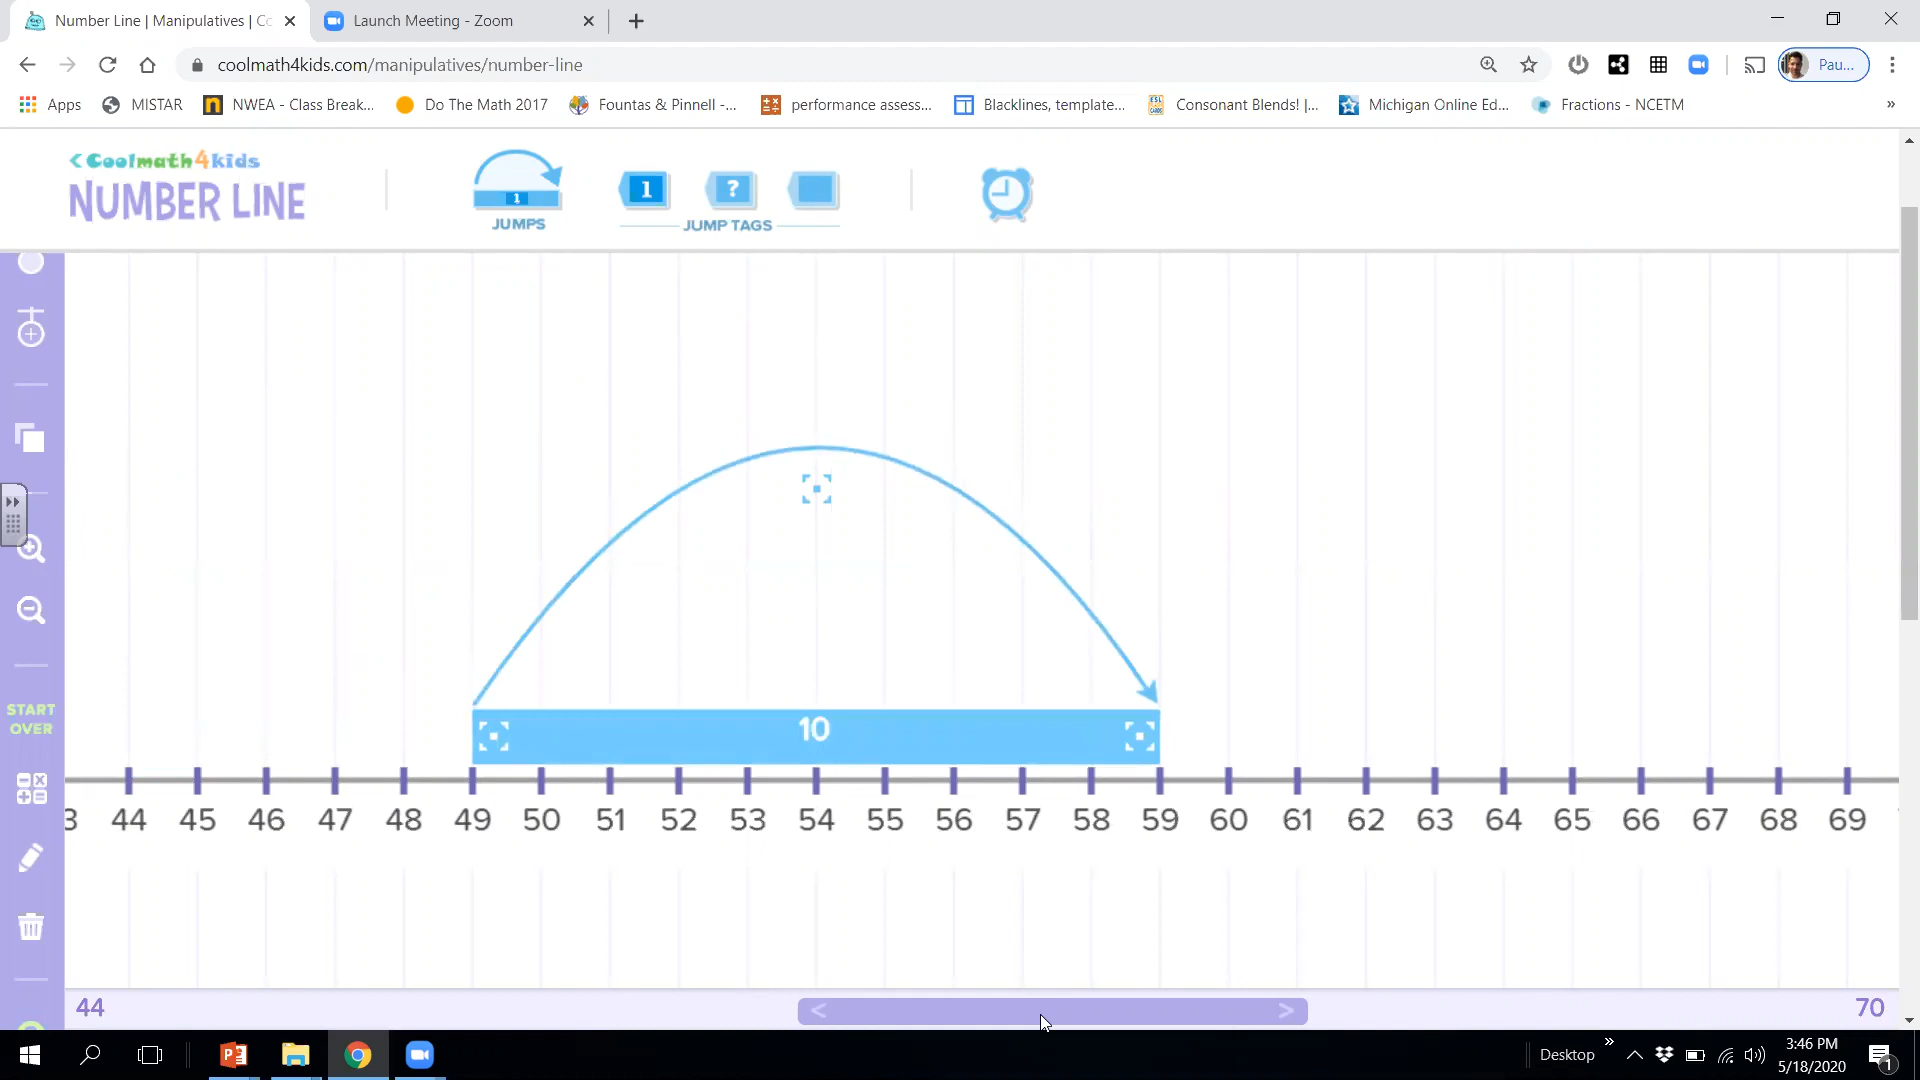 Number Line | Manipulatives | Co
Launch Meeting - Zoom
coolmath4kids.com/manipulatives/number-line
Pau...
Apps MISTAR NWEA - Class Break... Do The Math 2017 Fountas & Pinnell -... performance assess... Blacklines, template... Consonant Blends! |... Michigan Online Ed... Fractions - NCETM »
Coolmath4kids
NUMBER LINE
1
JUMPS
1 ?
JUMP TAGS
START
OVER
10
3 44 45 46 47 48 49 50 51 52 53 54 55 56 57 58 59 60 61 62 63 64 65 66 67 68 69
44 < > 70
Desktop »
3:46 PM
5/18/2020
1